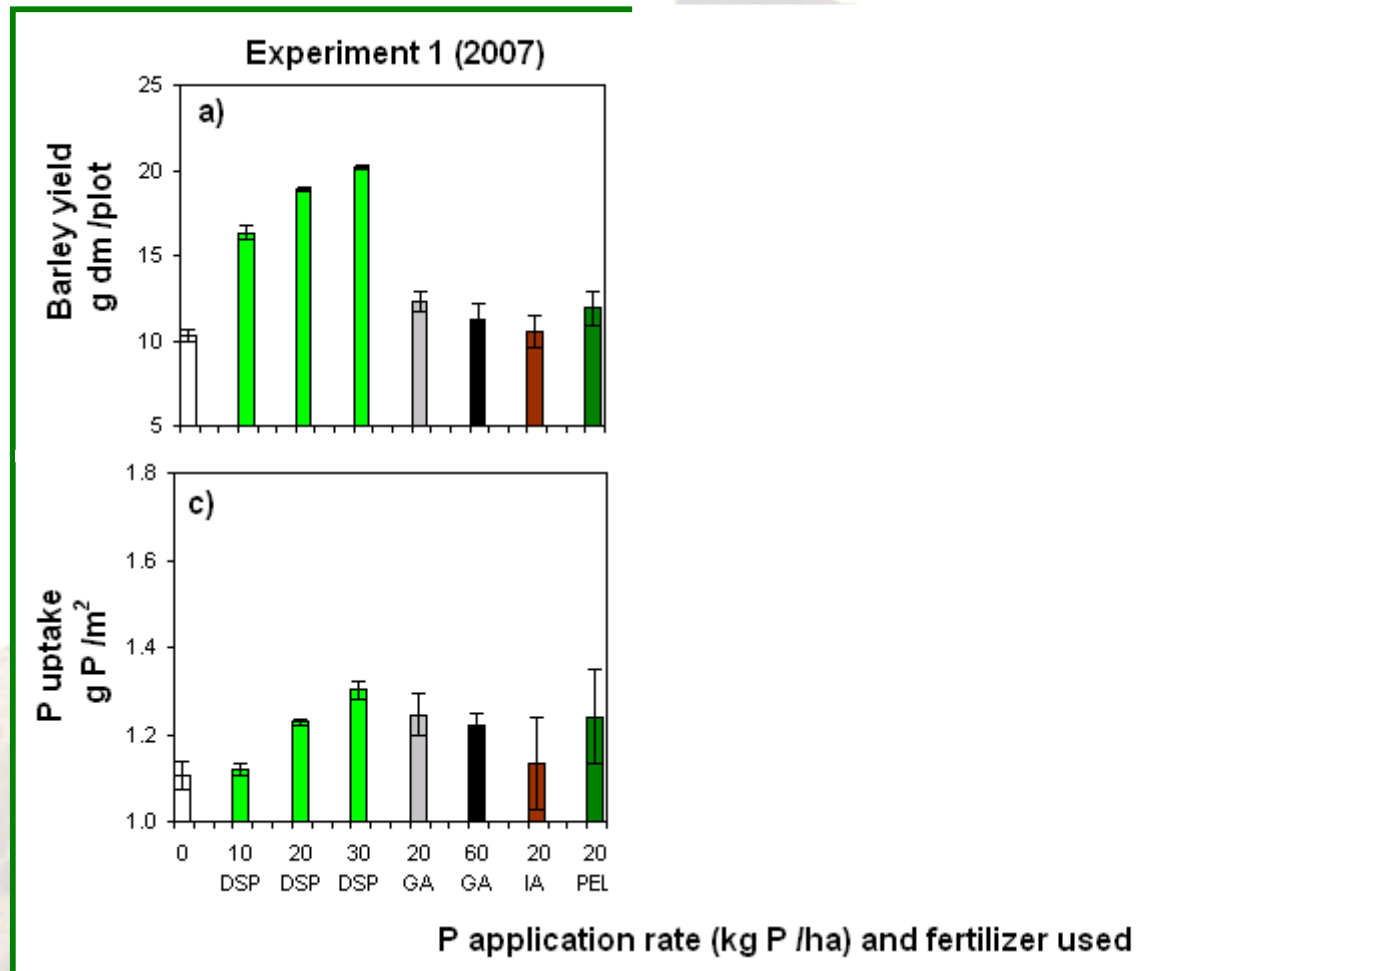 Experiment 1 (2007)
25
a)
20
15
10
5
Barley yield
g dm /plot
1.8
c)
1.6
1.4
1.2
1.0
P uptake
g P /m²
0 10 20 30 20 60 20 20
DSP DSP DSP GA GA IA PEL
P application rate (kg P /ha) and fertilizer used